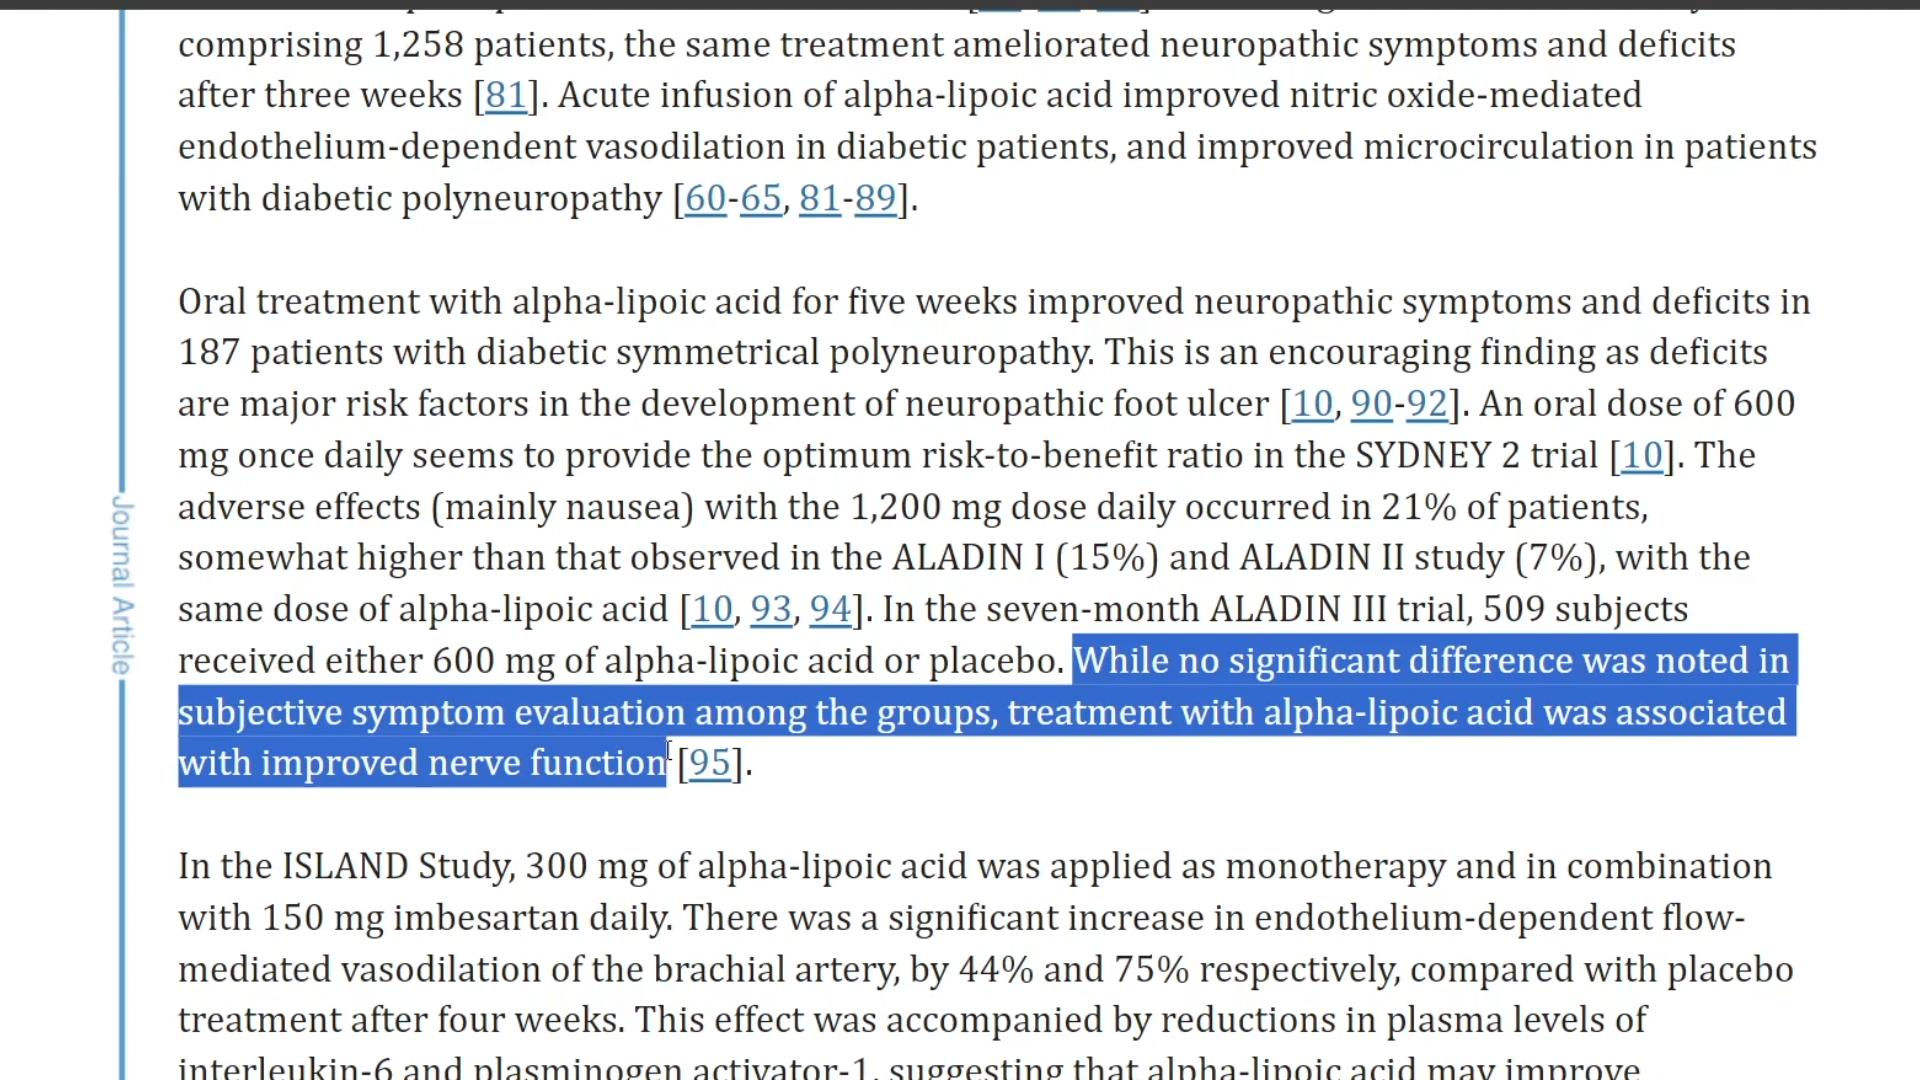 comprising 1,258 patients, the same treatment ameliorated neuropathic symptoms and deficits
after three weeks [81]. Acute infusion of alpha-lipoic acid improved nitric oxide-mediated
endothelium-dependent vasodilation in diabetic patients, and improved microcirculation in patients
with diabetic polyneuropathy [60-65, 81-89].
Oral treatment with alpha-lipoic acid for five weeks improved neuropathic symptoms and deficits in
187 patients with diabetic symmetrical polyneuropathy. This is an encouraging finding as deficits
are major risk factors in the development of neuropathic foot ulcer [10, 90-92]. An oral dose of 600
mg once daily seems to provide the optimum risk-to-benefit ratio in the SYDNEY 2 trial [10]. The
adverse effects (mainly nausea) with the 1,200 mg dose daily occurred in 21% of patients,
somewhat higher than that observed in the ALADIN I (15%) and ALADIN II study (7%), with the
same dose of alpha-lipoic acid [10, 93, 94]. In the seven-month ALADIN III trial, 509 subjects
received either 600 mg of alpha-lipoic acid or placebo. While no significant difference was noted in
subjective symptom evaluation among the groups, treatment with alpha-lipoic acid was associated
with improved nerve function [95].
In the ISLAND Study, 300 mg of alpha-lipoic acid was applied as monotherapy and in combination
with 150 mg imbesartan daily. There was a significant increase in endothelium-dependent flow-
mediated vasodilation of the brachial artery, by 44% and 75% respectively, compared with placebo
treatment after four weeks. This effect was accompanied by reductions in plasma levels of
interleukin-6 and plasminogen activator-1, suggesting that alpha-lipoic acid may improve
Journal Article